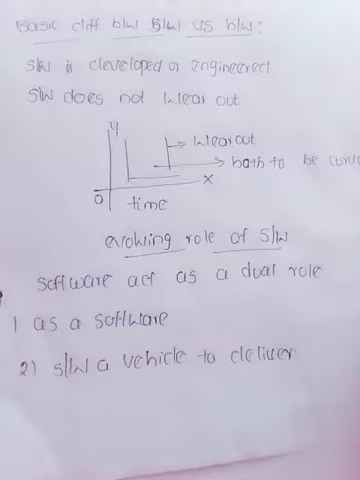 Basic diff b/w S/W VS h/w:
S/W is developed or engineered
S/W does not wear out
y
→ wear out
→ bath to be curve
x
0 time
evolving role of S/W
software act as a dual role
1 as a software
2) S/W a vehicle to deliver